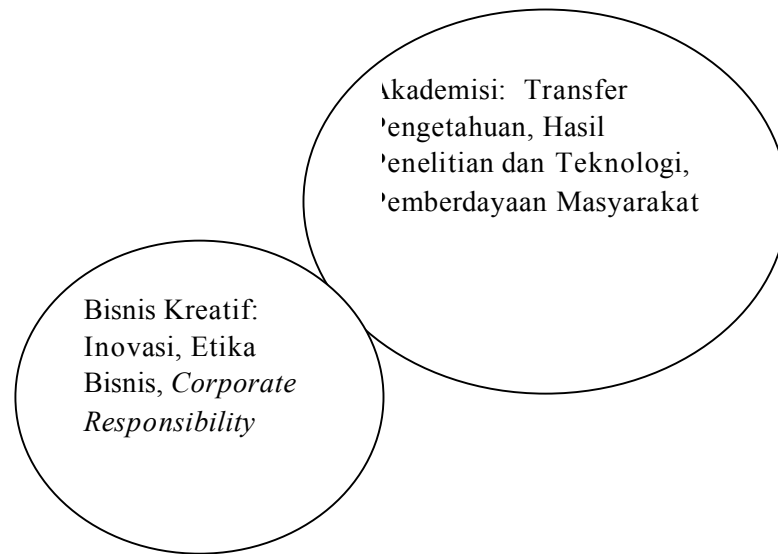 Akademisi: Transfer
Pengetahuan, Hasil
Penelitian dan Teknologi,
Pemberdayaan Masyarakat
Bisnis Kreatif:
Inovasi, Etika
Bisnis, Corporate
Responsibility